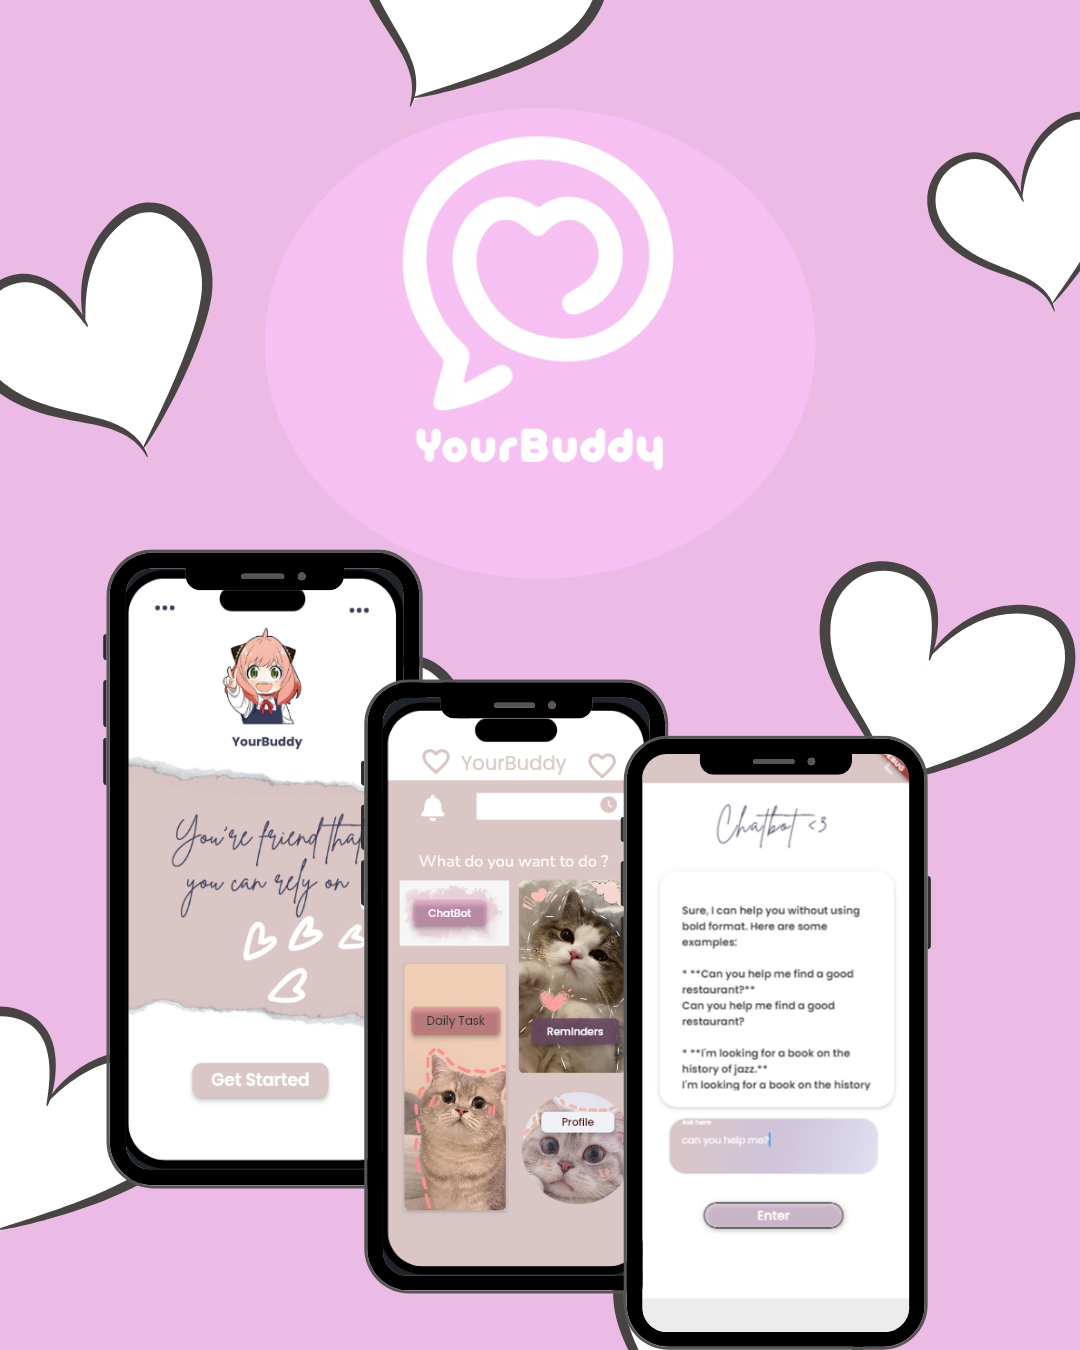 YourBuddy
YourBuddy
You're friend that
you can rely on
Get Started
YourBuddy
What do you want to do ?
ChatBot
Daily Task
Reminders
Profile
Chatbot <3
Sure, I can help you without using
bold format. Here are some
examples:
* **Can you help me find a good
restaurant?**
Can you help me find a good
restaurant?
* **I'm looking for a book on the
history of jazz.**
I'm looking for a book on the history
Ask here
can you help me?
Enter